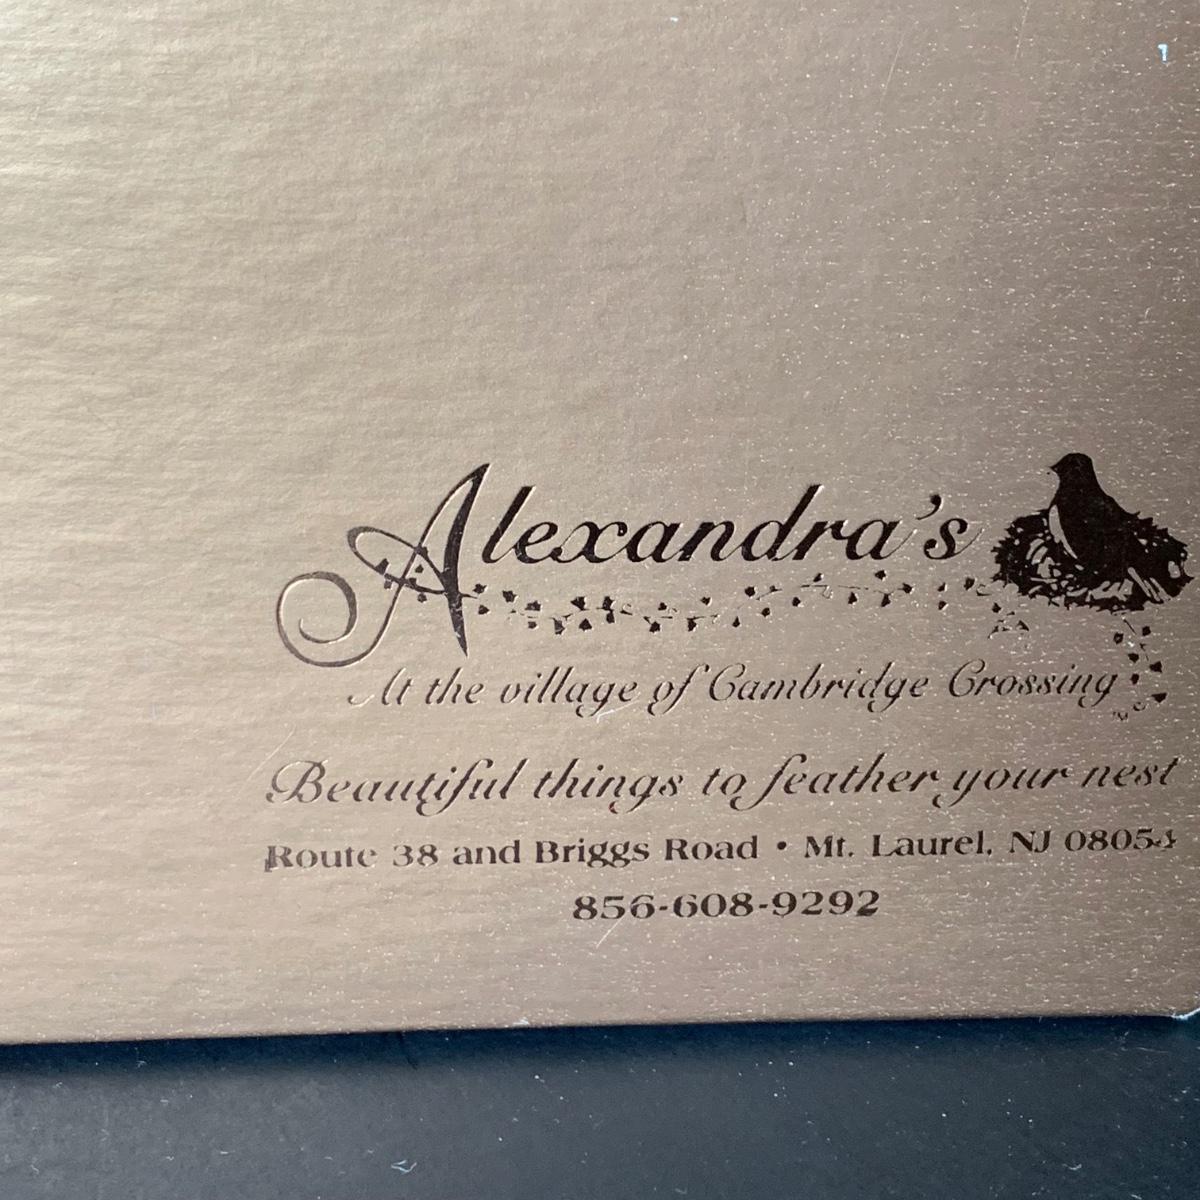 Alexandra's
At the village of Cambridge Crossing™
Beautiful things to feather your nest
Route 38 and Briggs Road • Mt. Laurel, NJ 08054
856-608-9292